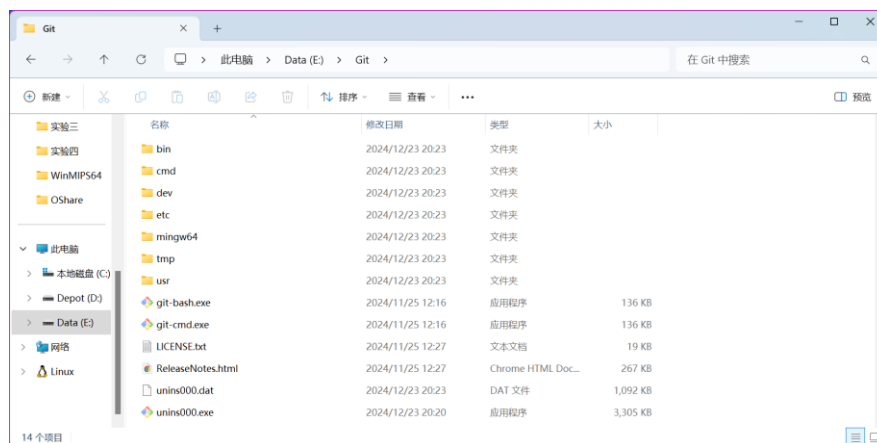 Git
此电脑 > Data (E:) > Git >
在 Git 中搜索
新建
排序
查看
预览
名称 修改日期 类型 大小
实验三
实验四
WinMIPS64
OShare
此电脑
本地磁盘 (C:)
Depot (D:)
Data (E:)
网络
Linux
bin 2024/12/23 20:23 文件夹
cmd 2024/12/23 20:23 文件夹
dev 2024/12/23 20:23 文件夹
etc 2024/12/23 20:23 文件夹
mingw64 2024/12/23 20:23 文件夹
tmp 2024/12/23 20:23 文件夹
usr 2024/12/23 20:23 文件夹
git-bash.exe 2024/11/25 12:16 应用程序 136 KB
git-cmd.exe 2024/11/25 12:16 应用程序 136 KB
LICENSE.txt 2024/11/25 12:27 文本文档 19 KB
ReleaseNotes.html 2024/11/25 12:27 Chrome HTML Doc... 267 KB
unins000.dat 2024/12/23 20:23 DAT 文件 1,092 KB
unins000.exe 2024/12/23 20:20 应用程序 3,305 KB
14 个项目